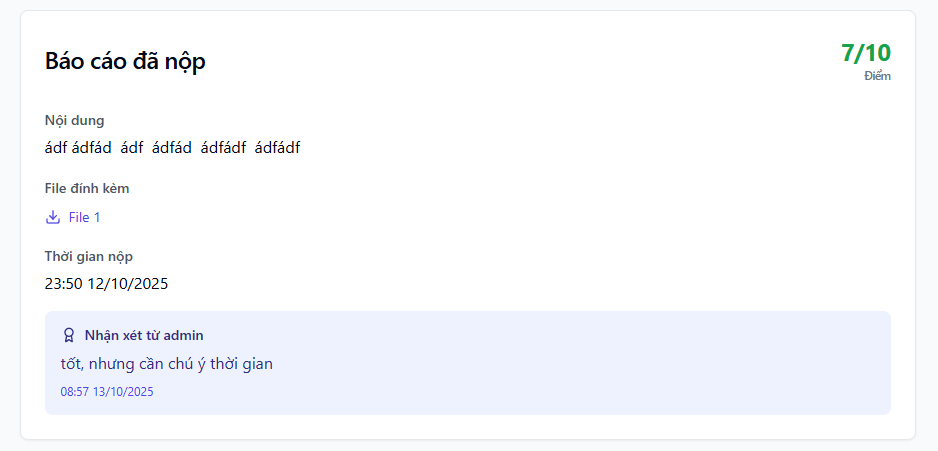 Báo cáo đã nộp
7/10
Điểm
Nội dung
ádf ádfád  ádf  ádfád  ádfádf  ádfádf
File đính kèm
File 1
Thời gian nộp
23:50 12/10/2025
Nhận xét từ admin
tốt, nhưng cần chú ý thời gian
08:57 13/10/2025